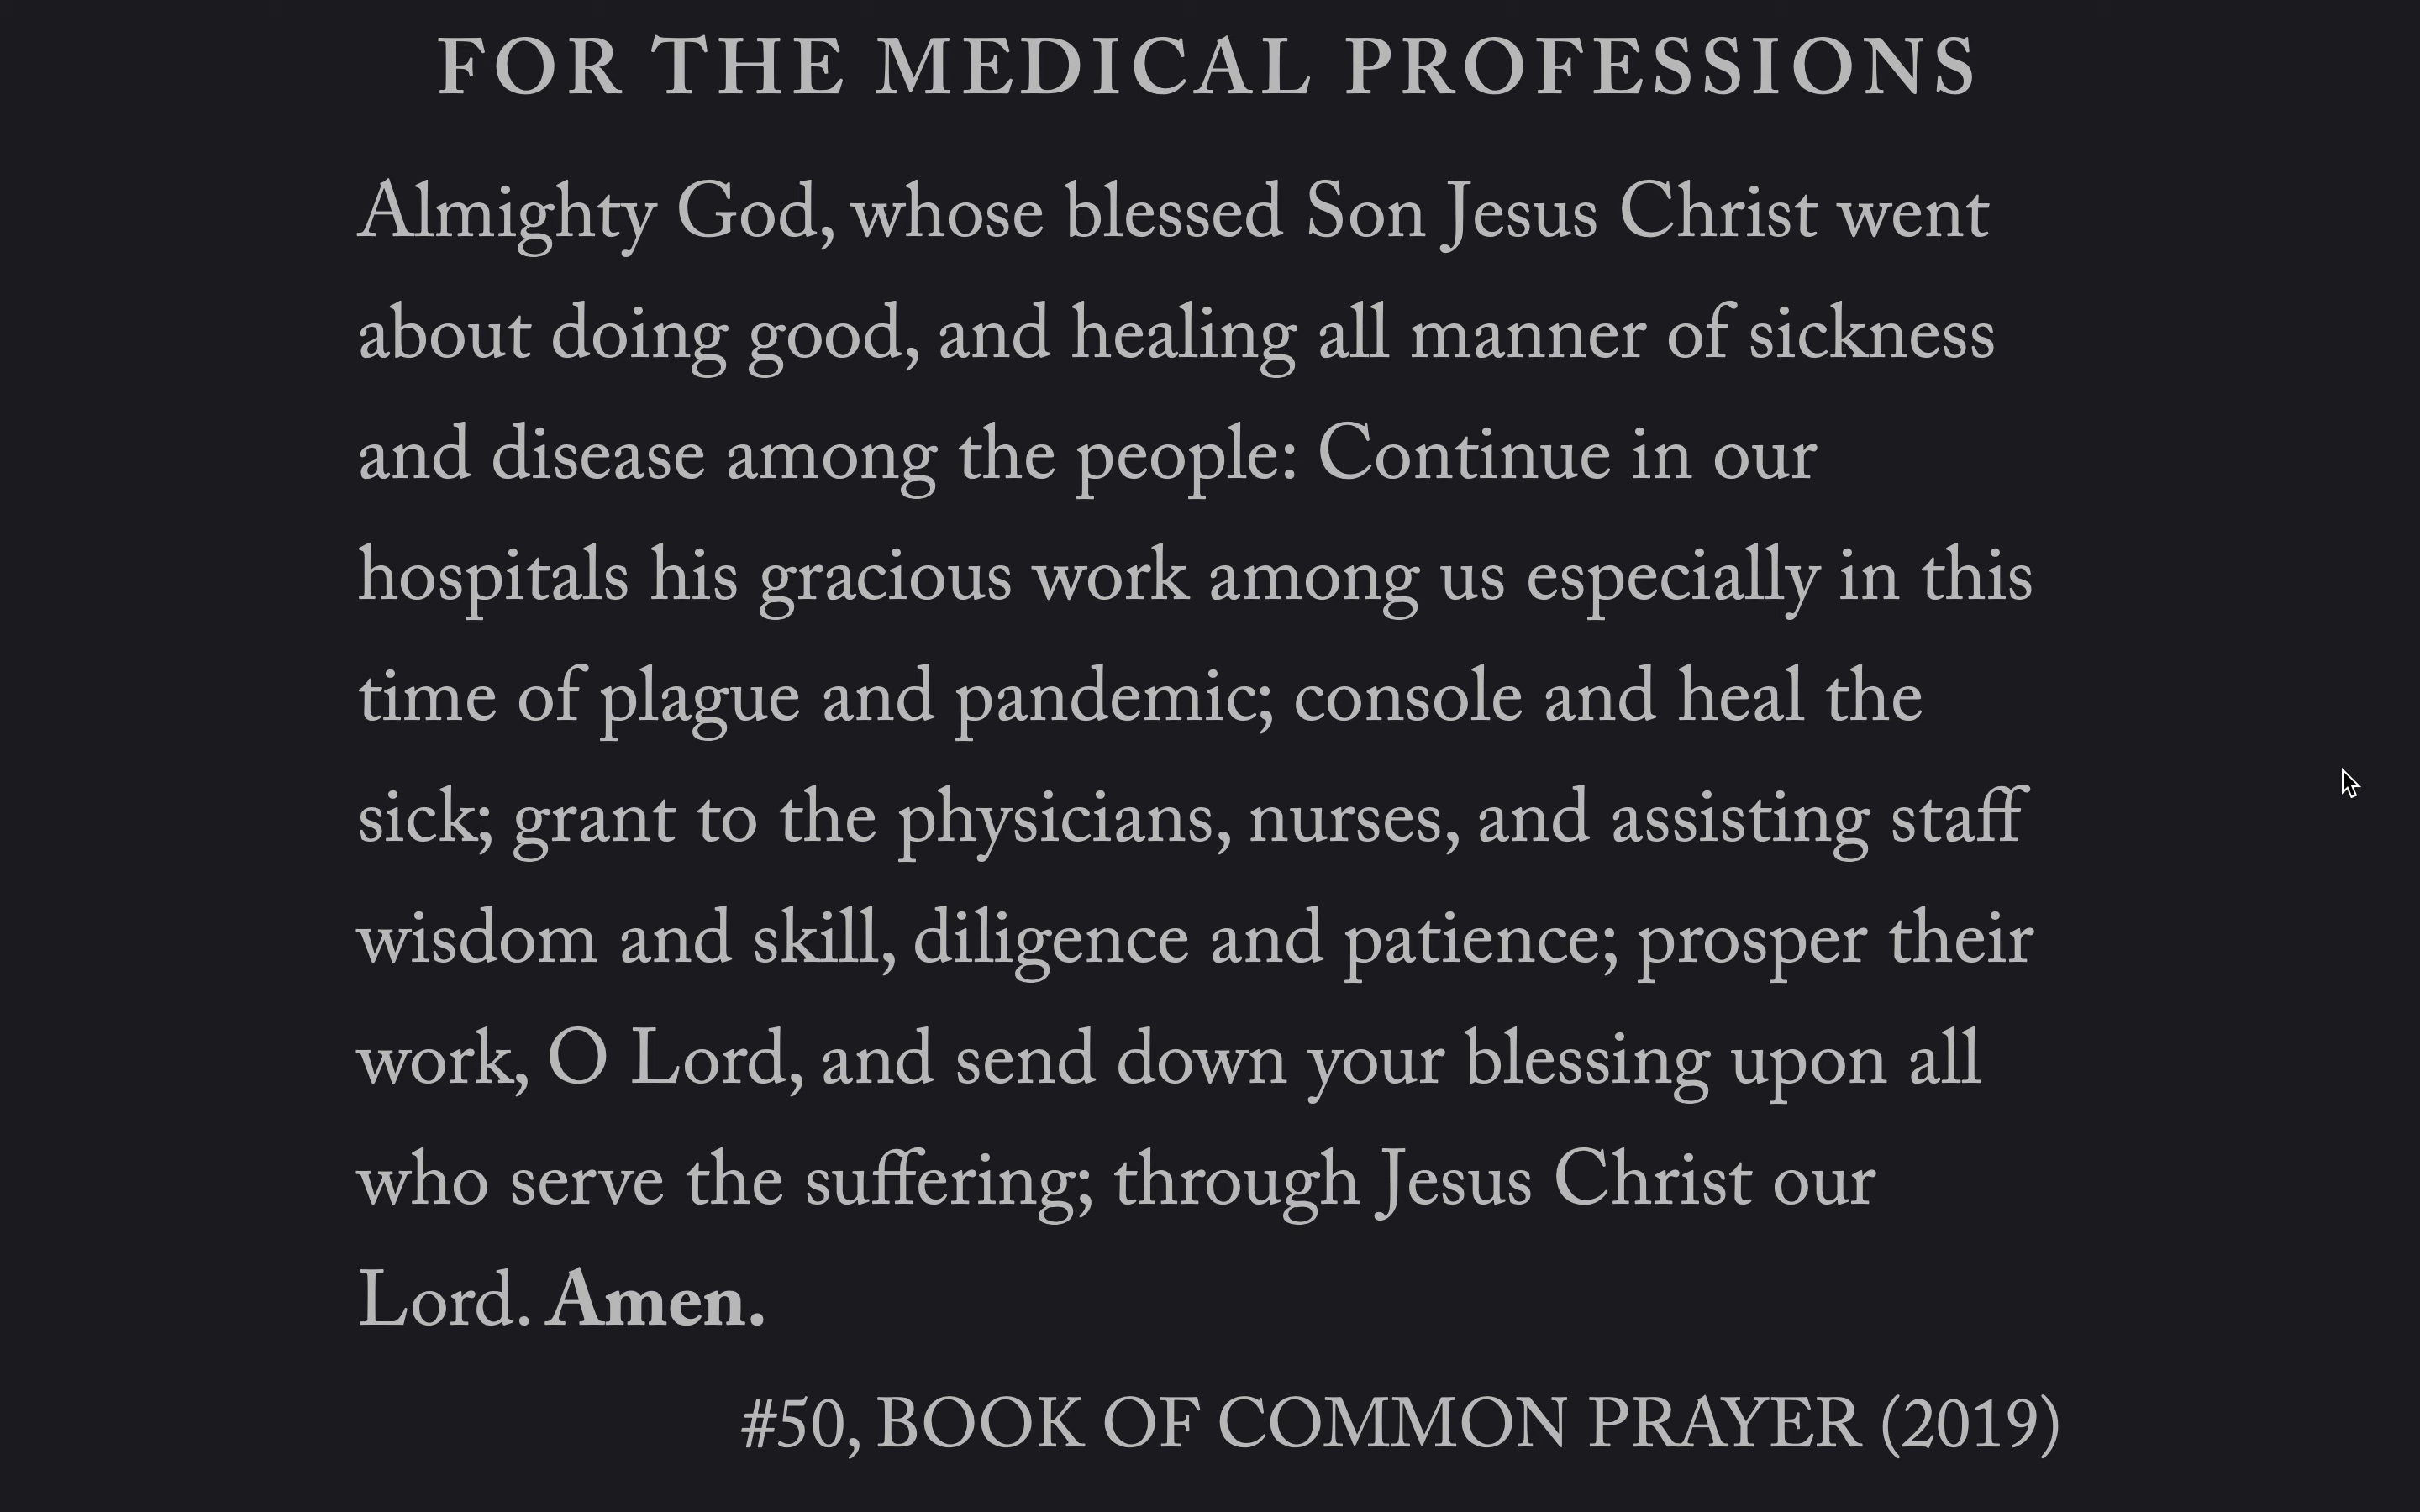 FOR THE MEDICAL PROFESSIONS
Almighty God, whose blessed Son Jesus Christ went
about doing good, and healing all manner of sickness
and disease among the people: Continue in our
hospitals his gracious work among us especially in this
time of plague and pandemic; console and heal the
sick; grant to the physicians, nurses, and assisting staff
wisdom and skill, diligence and patience; prosper their
work, O Lord, and send down your blessing upon all
who serve the suffering; through Jesus Christ our
Lord. Amen.
#50, BOOK OF COMMON PRAYER (2019)